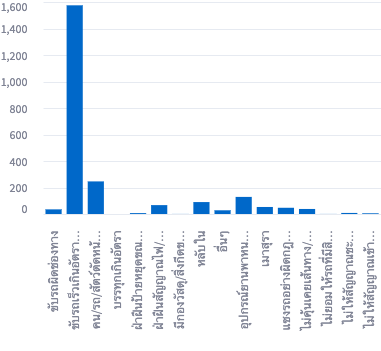 1,600
1,400
1,200
1,000
800
600
400
200
0
ขับรถผิดช่องทาง
ขับรถเร็วเกินอัตรา…
คน/รถ/สัตว์ตัดหน้…
บรรทุกเกินอัตรา
ฝ่าฝืนป้ายหยุดขณ…
ฝ่าฝืนสัญญาณไฟ/…
มีกองวัสดุ/สิ่งกีดข…
หลับใน
อื่นๆ
อุปกรณ์ยานพาหน…
เมาสุรา
แซงรถอย่างผิดกฎ…
ไม่คุ้นเคยเส้นทาง/…
ไม่ยอมให้รถที่มีสิ…
ไม่ให้สัญญาณชะ…
ไม่ให้สัญญาณเข้า…